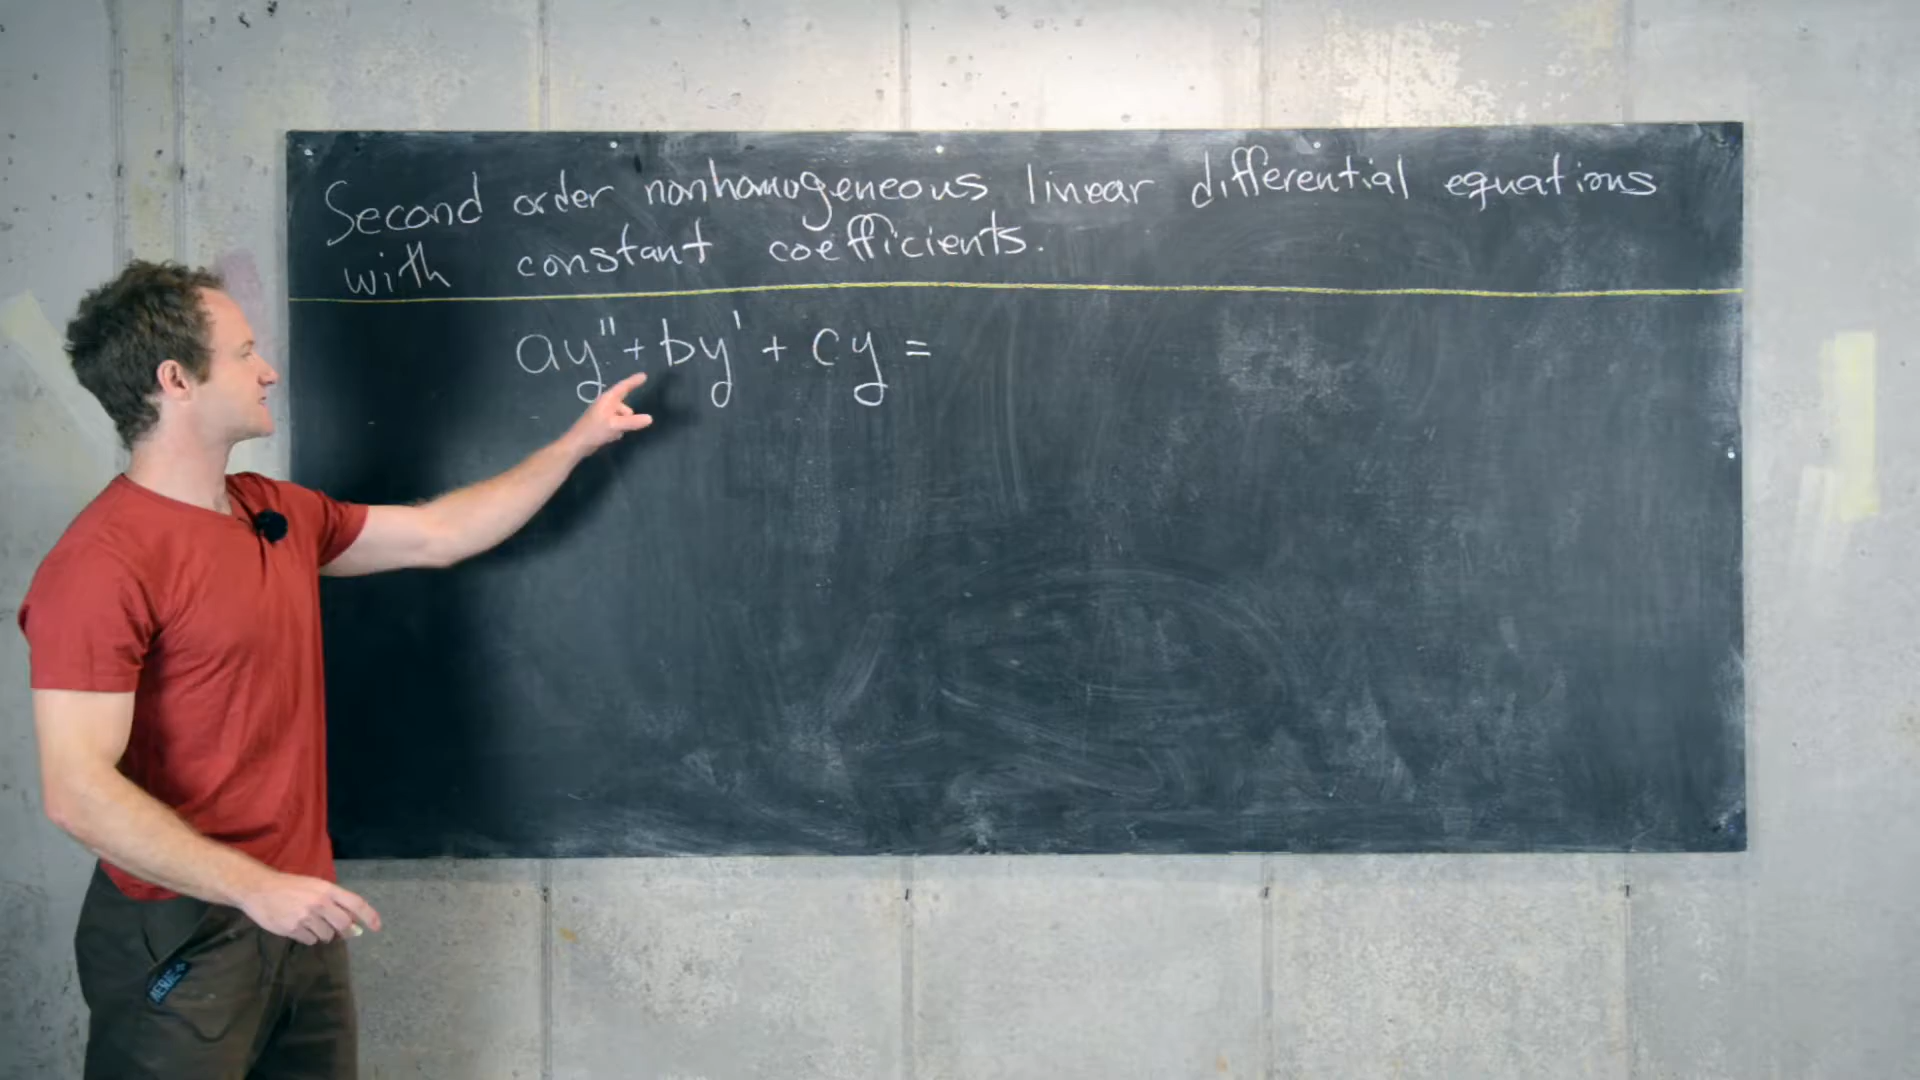 Second order nonhomogeneous linear differential equations
with constant coefficients.
ay" + by' + cy =